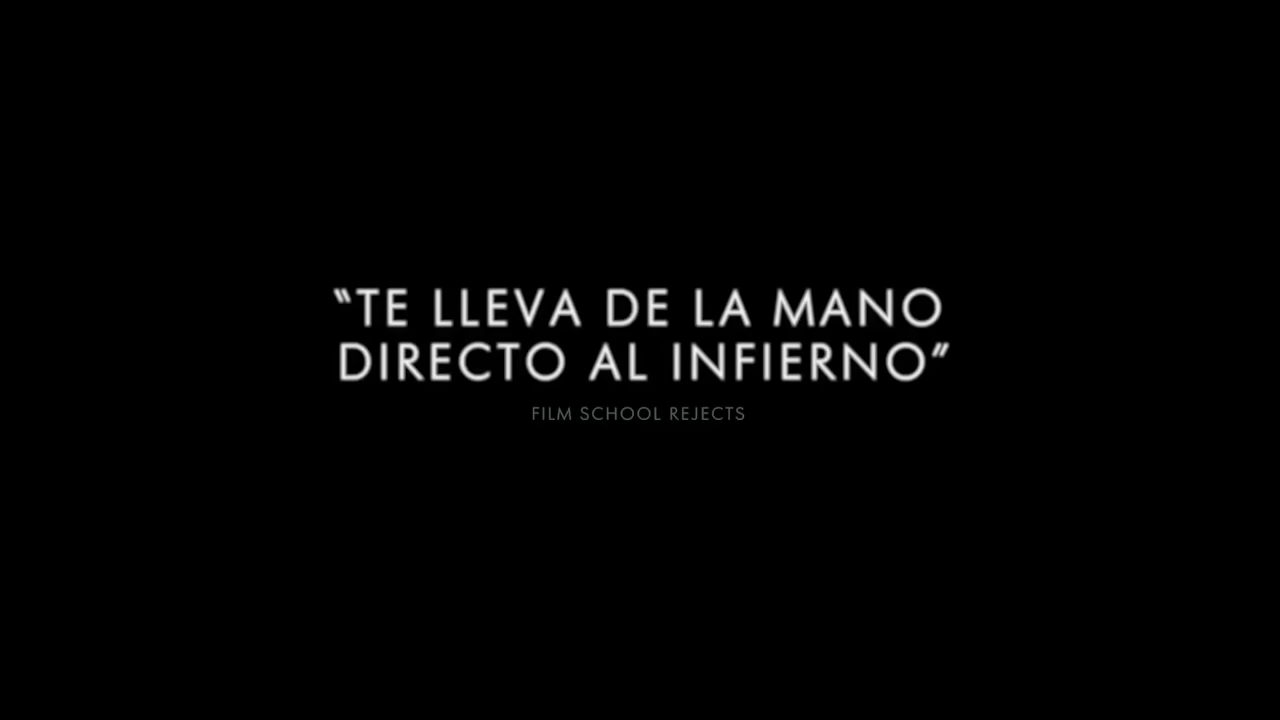 “TE LLEVA DE LA MANO
DIRECTO AL INFIERNO”
FILM SCHOOL REJECTS